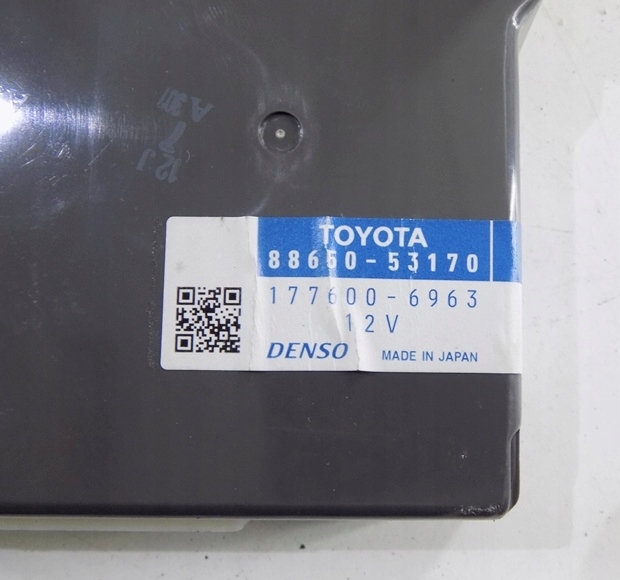 TOYOTA
88650-53170
177600-6963
12V
DENSO MADE IN JAPAN